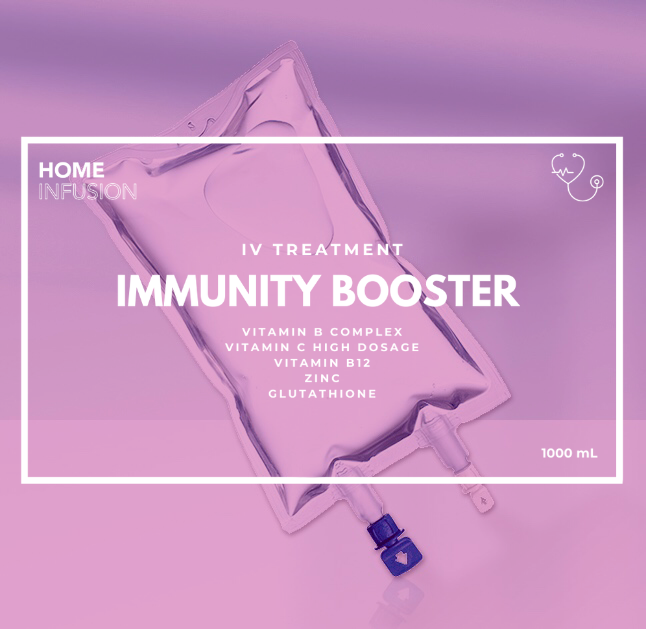 HOME
INFUSION
IV TREATMENT
IMMUNITY BOOSTER
VITAMIN B COMPLEX
VITAMIN C HIGH DOSAGE
VITAMIN B12
ZINC
GLUTATHIONE
1000 mL